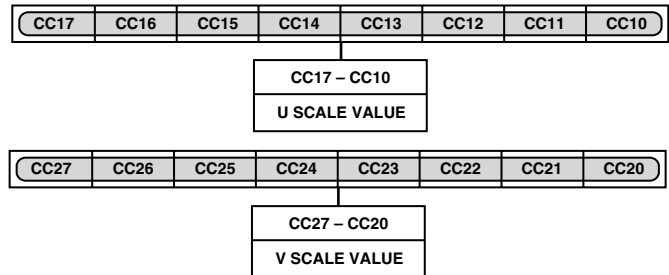 CC17 CC16 CC15 CC14 CC13 CC12 CC11 CC10
CC17 – CC10
U SCALE VALUE
CC27 CC26 CC25 CC24 CC23 CC22 CC21 CC20
CC27 – CC20
V SCALE VALUE